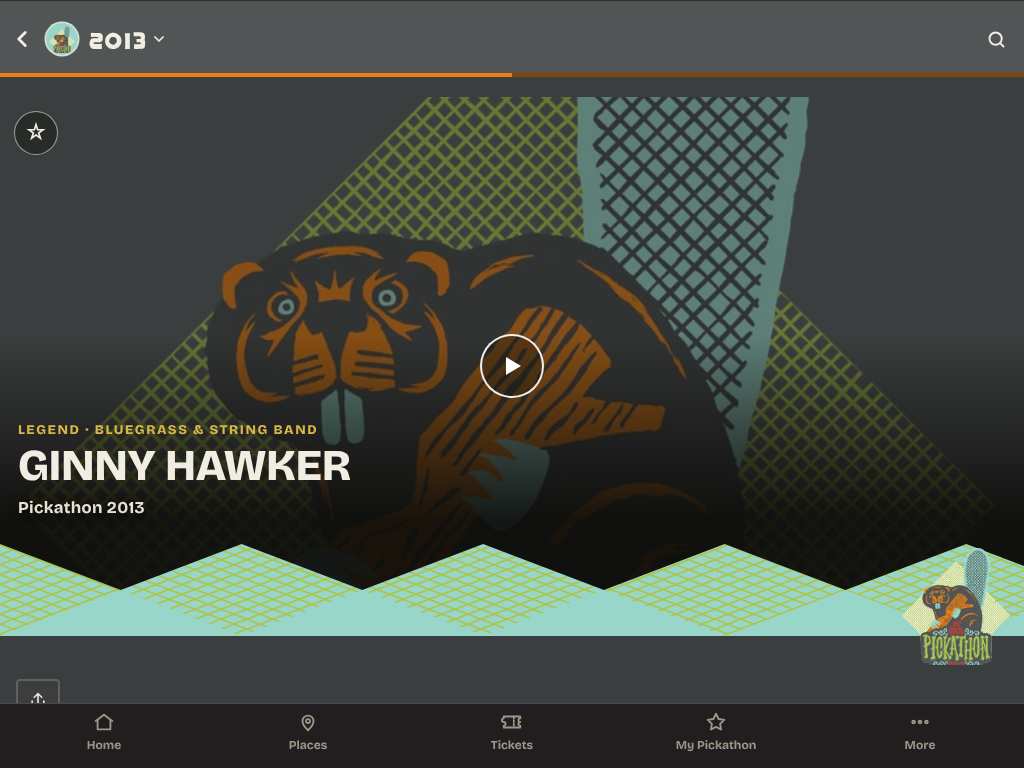 2013
LEGEND · BLUEGRASS & STRING BAND
GINNY HAWKER
Pickathon 2013
PICKATHON
Home
Places
Tickets
My Pickathon
More